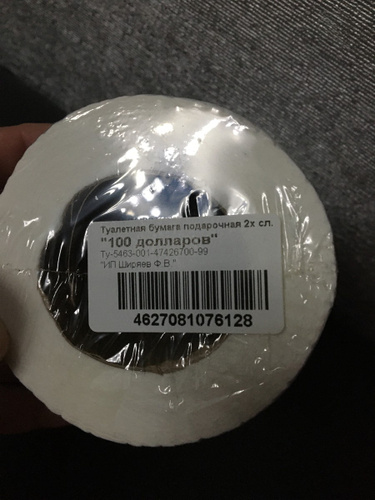 Туалетная бумага подарочная 2х сл.
"100 долларов"
Ту-5463-001-47426700-99
"ИП Ширяев Ф.В."
4627081076128